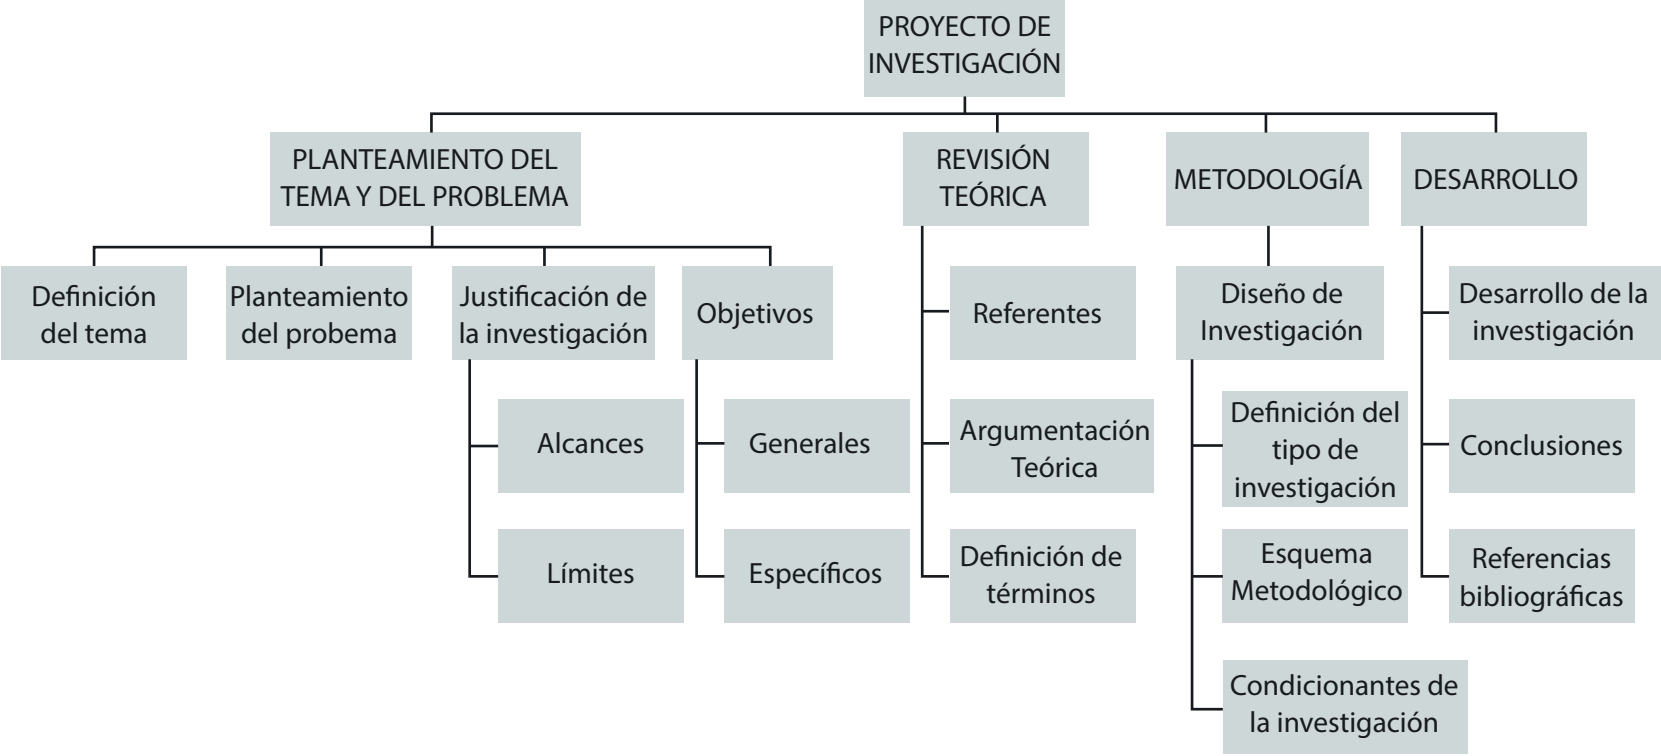 PROYECTO DE
INVESTIGACIÓN
PLANTEAMIENTO DEL
TEMA Y DEL PROBLEMA
REVISIÓN
TEÓRICA
METODOLOGÍA
DESARROLLO
Definición
del tema
Planteamiento
del probema
Justificación de
la investigación
Objetivos
Referentes
Diseño de
Investigación
Desarrollo de la
investigación
Alcances
Generales
Argumentación
Teórica
Definición del
tipo de
investigación
Conclusiones
Límites
Específicos
Definición de
términos
Esquema
Metodológico
Referencias
bibliográficas
Condicionantes de
la investigación